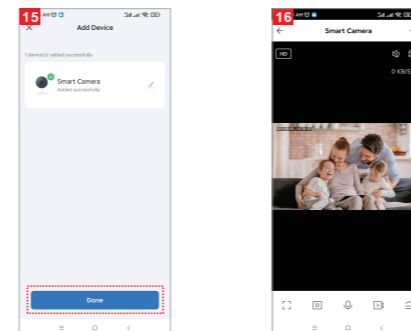 15
Add Device
1 device(s) added successfully
Smart Camera
Added successfully
Done
16
Smart Camera
HD
0 KB/S